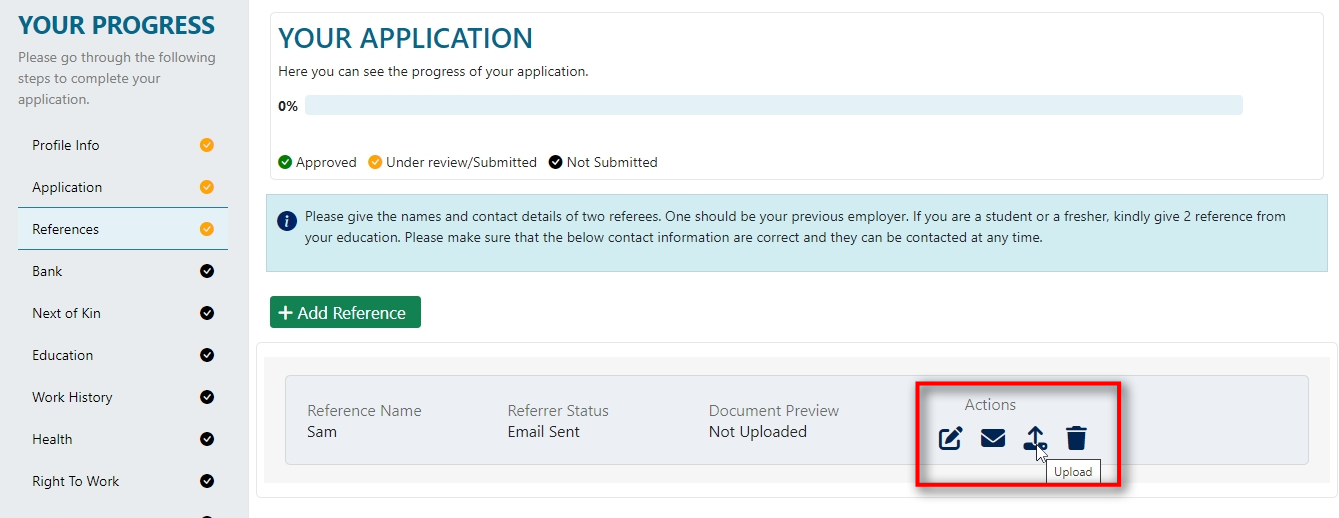 YOUR PROGRESS
Please go through the following
steps to complete your
application.
Profile Info
Application
References
Bank
Next of Kin
Education
Work History
Health
Right To Work
YOUR APPLICATION
Here you can see the progress of your application.
0%
Approved Under review/Submitted Not Submitted
Please give the names and contact details of two referees. One should be your previous employer. If you are a student or a fresher, kindly give 2 reference from
your education. Please make sure that the below contact information are correct and they can be contacted at any time.
Add Reference
Reference Name
Sam
Referrer Status
Email Sent
Document Preview
Not Uploaded
Actions
Upload